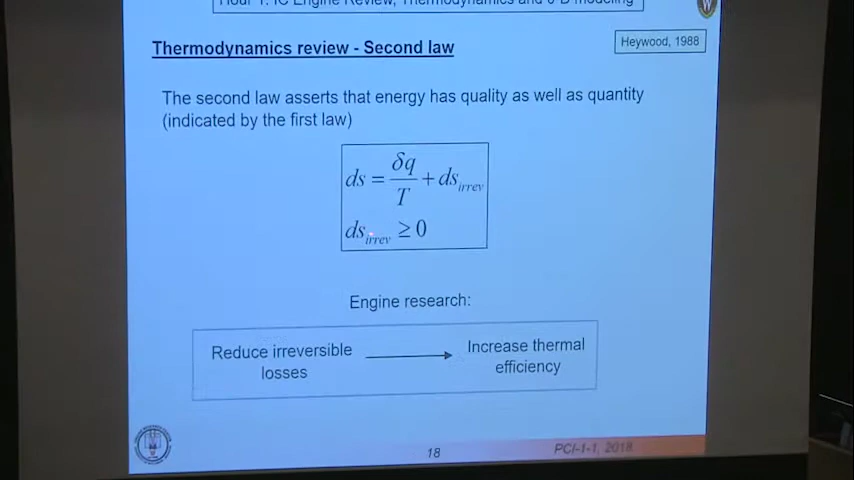 Hour 1: IC Engine Review, Thermodynamics and 0-D modeling
Thermodynamics review - Second law
Heywood, 1988
The second law asserts that energy has quality as well as quantity
(indicated by the first law)
ds = δq/T + ds_irrev
ds_irrev ≥ 0
Engine research:
Reduce irreversible
losses
Increase thermal
efficiency
18
PCI-1-1, 2018
W